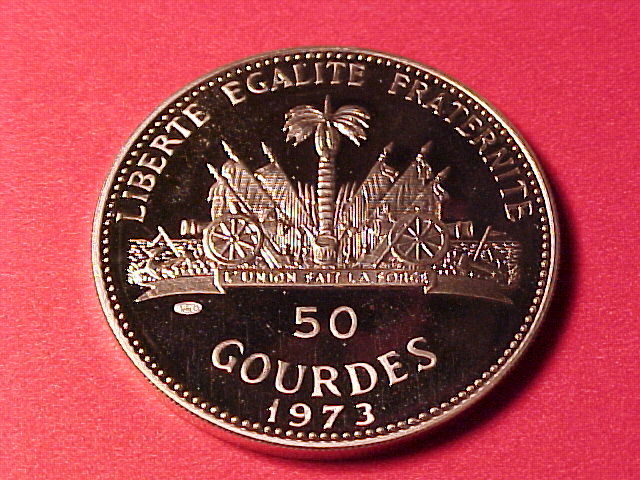 LIBERTE EGALITE FRATERNITE
L'UNION FAIT LA FORCE
50
GOURDES
1973